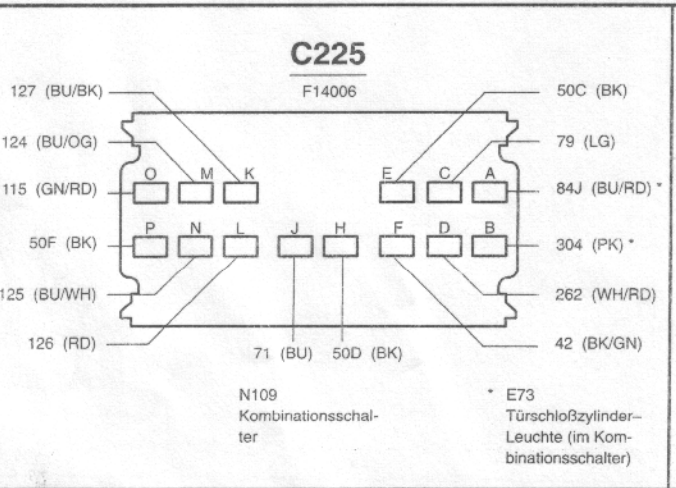 C225
F14006
127 (BU/BK)
50C (BK)
124 (BU/OG)
79 (LG)
O M K E C A
115 (GN/RD)
84J (BU/RD) *
P N L J H F D B
50F (BK)
304 (PK) *
125 (BU/WH)
262 (WH/RD)
126 (RD)
71 (BU)
50D (BK)
42 (BK/GN)
N109
Kombinationsschal-
ter
* E73
Türschloßzylinder–
Leuchte (im Kom-
binationsschalter)